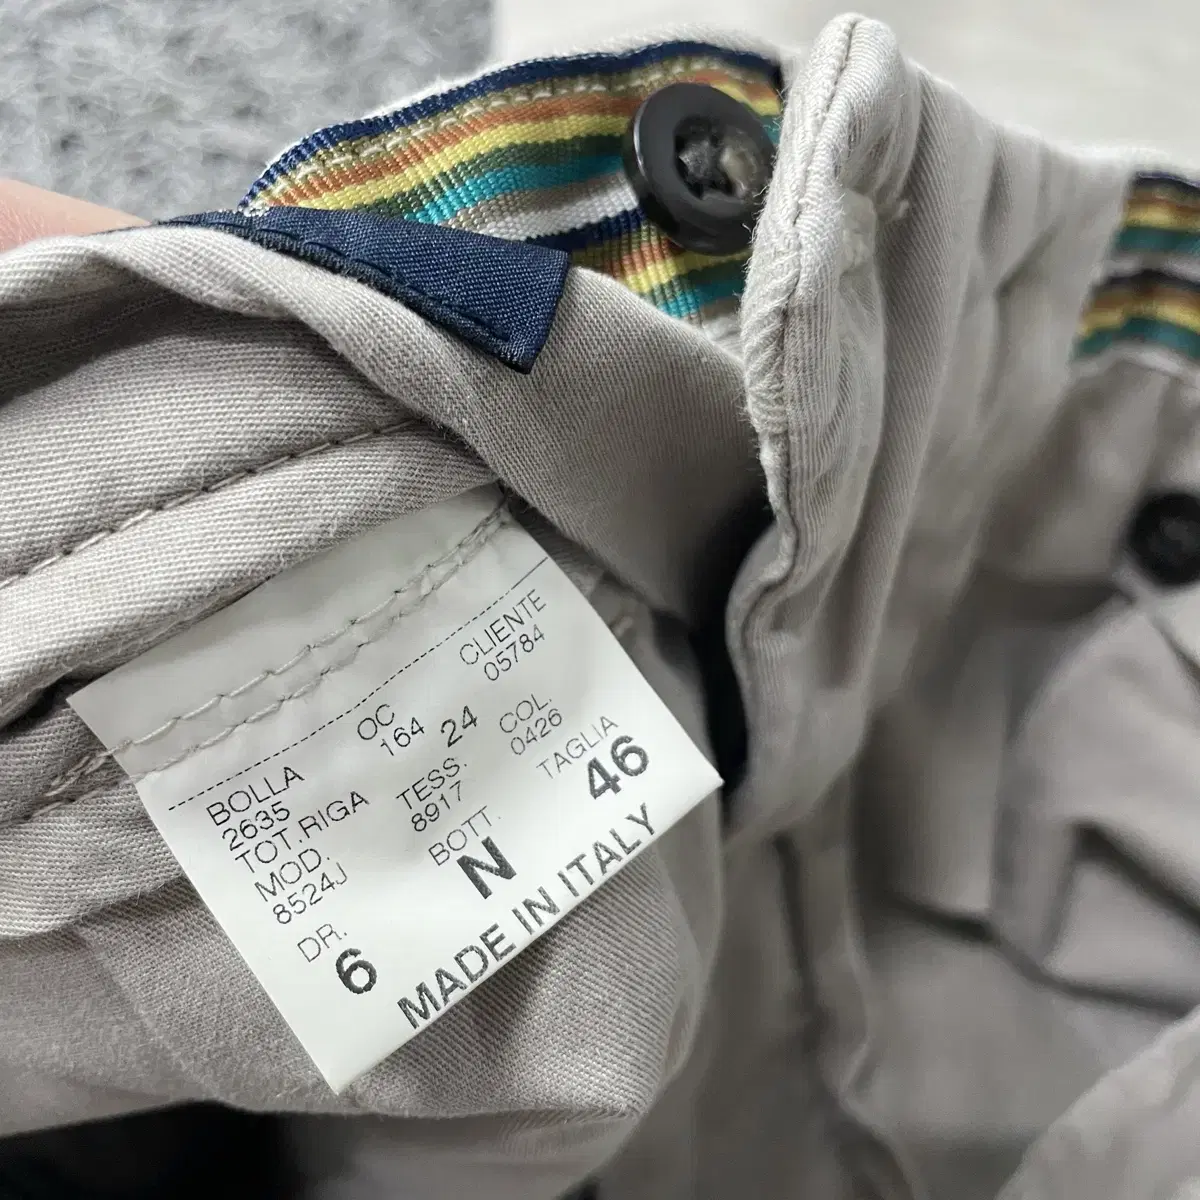 BOLLA OC CLIENTE
2635 164 05784
TOT.RIGA 24
MOD. TESS. COL.
8524J 8917 0426
DR. BOTT. TAGLIA
6 N 46
MADE IN ITALY